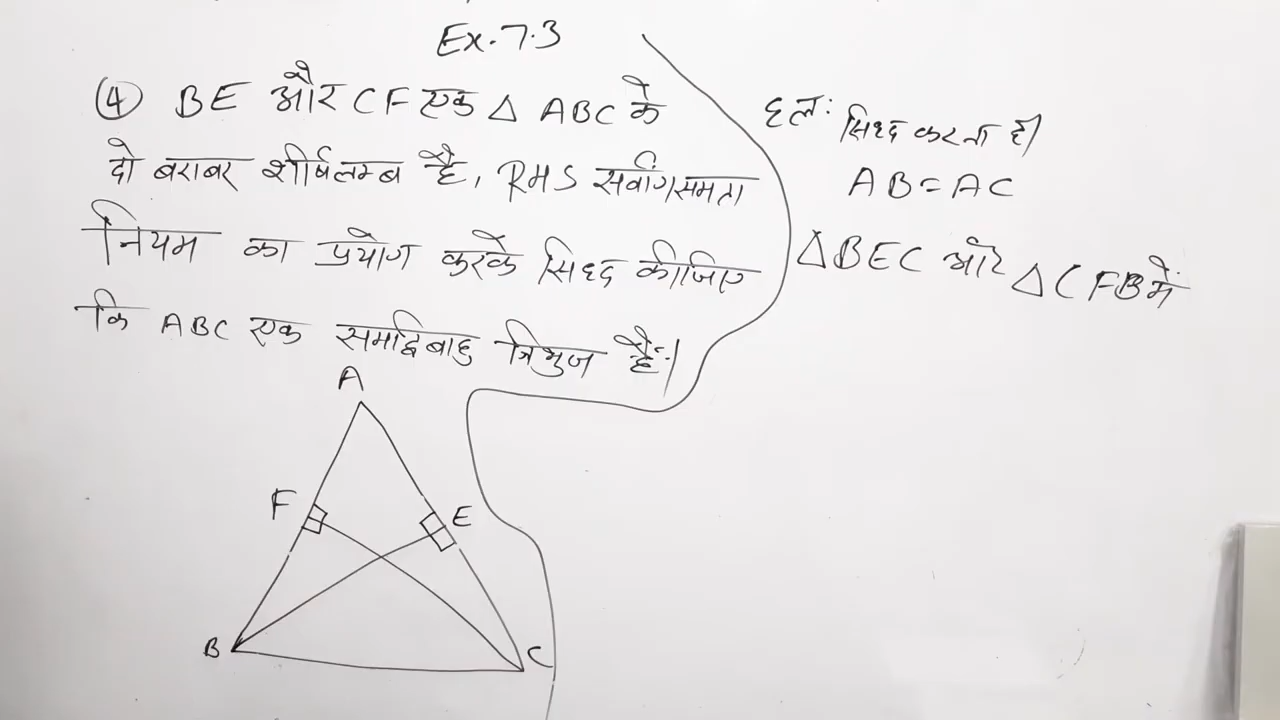 Ex. 7.3
④ BE और CF एक △ ABC के
दो बराबर शीर्षलम्ब है, RHS सर्वांगसमता
नियम का प्रयोग करके सिध्द कीजिए
कि ABC एक समद्विबाहु त्रिभुज है।
हल: सिध्द करना है।
AB = AC
△BEC और △CFB में
A
F
E
B
C